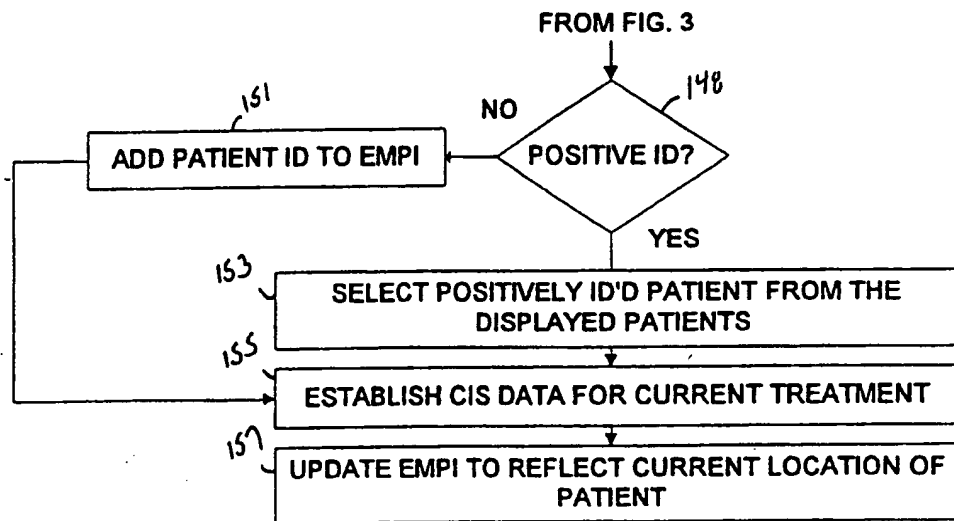 FROM FIG. 3
148
NO
151
POSITIVE ID?
ADD PATIENT ID TO EMPI
YES
153
SELECT POSITIVELY ID'D PATIENT FROM THE
DISPLAYED PATIENTS
155
ESTABLISH CIS DATA FOR CURRENT TREATMENT
157
UPDATE EMPI TO REFLECT CURRENT LOCATION OF
PATIENT